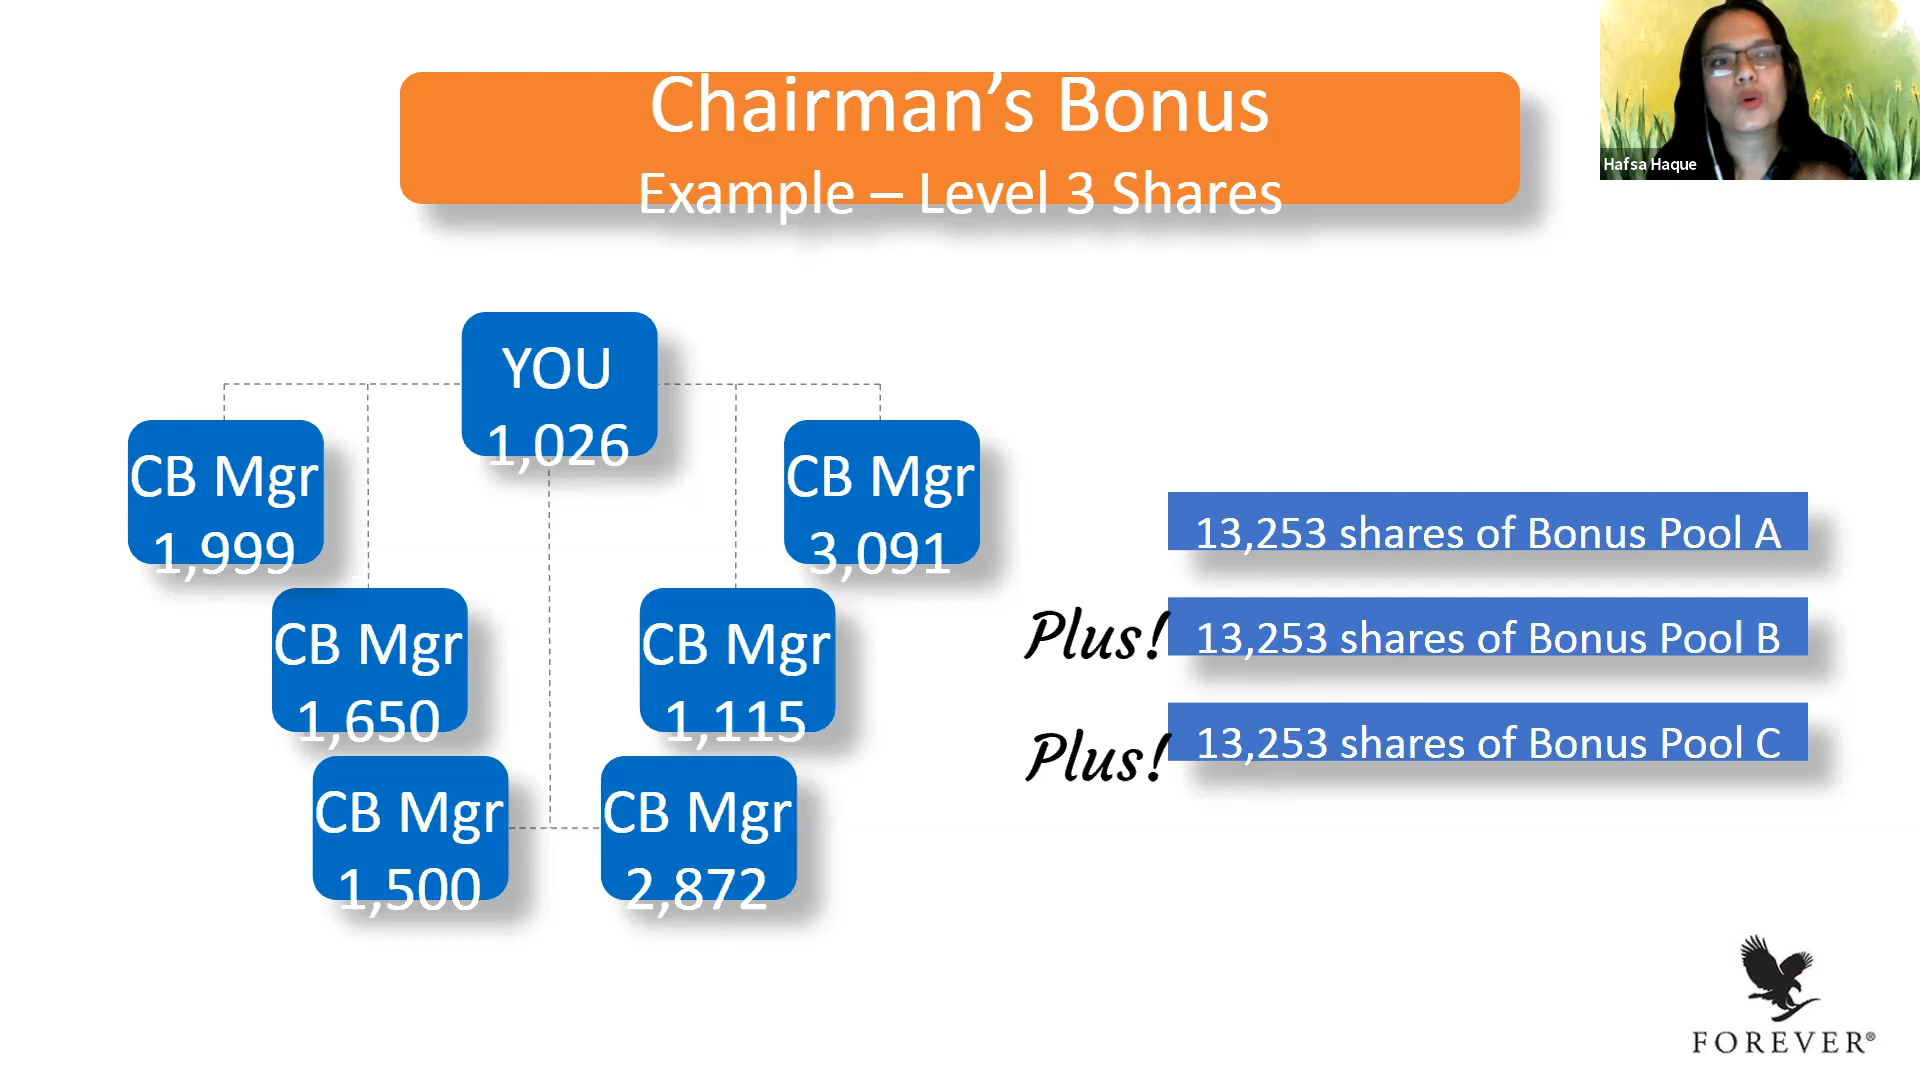 Chairman’s Bonus
Example – Level 3 Shares
Hafsa Haque
YOU
1,026
CB Mgr
1,999
CB Mgr
3,091
CB Mgr
1,650
CB Mgr
1,115
CB Mgr
1,500
CB Mgr
2,872
13,253 shares of Bonus Pool A
Plus!
13,253 shares of Bonus Pool B
Plus!
13,253 shares of Bonus Pool C
FOREVER®